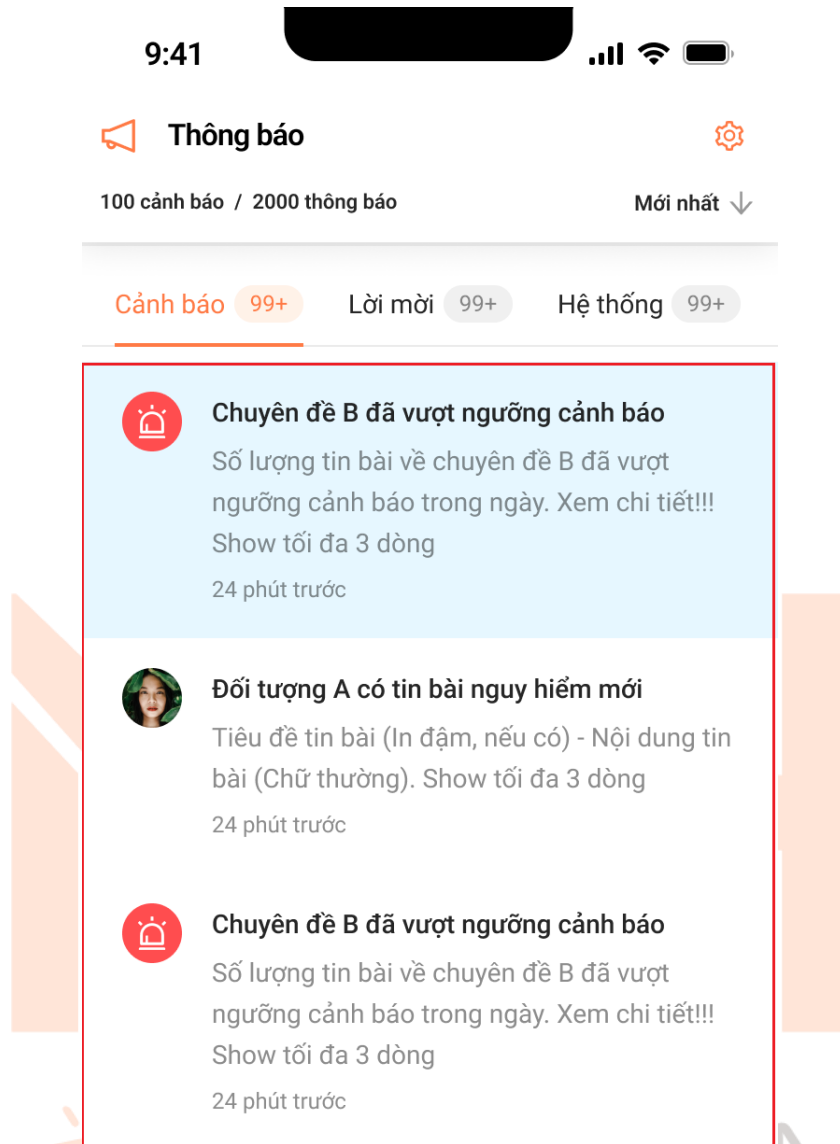 9:41
Thông báo
100 cảnh báo / 2000 thông báo
Mới nhất
Cảnh báo 99+ Lời mời 99+ Hệ thống 99+
Chuyên đề B đã vượt ngưỡng cảnh báo
Số lượng tin bài về chuyên đề B đã vượt
ngưỡng cảnh báo trong ngày. Xem chi tiết!!!
Show tối đa 3 dòng
24 phút trước
Đối tượng A có tin bài nguy hiểm mới
Tiêu đề tin bài (In đậm, nếu có) - Nội dung tin
bài (Chữ thường). Show tối đa 3 dòng
24 phút trước
Chuyên đề B đã vượt ngưỡng cảnh báo
Số lượng tin bài về chuyên đề B đã vượt
ngưỡng cảnh báo trong ngày. Xem chi tiết!!!
Show tối đa 3 dòng
24 phút trước